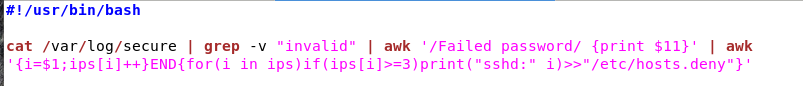 #!/usr/bin/bash
cat /var/log/secure | grep -v "invalid" | awk '/Failed password/ {print $11}' | awk
'{i=$1;ips[i]++}END{for(i in ips)if(ips[i]>=3)print("sshd:" i)>>"/etc/hosts.deny"}'